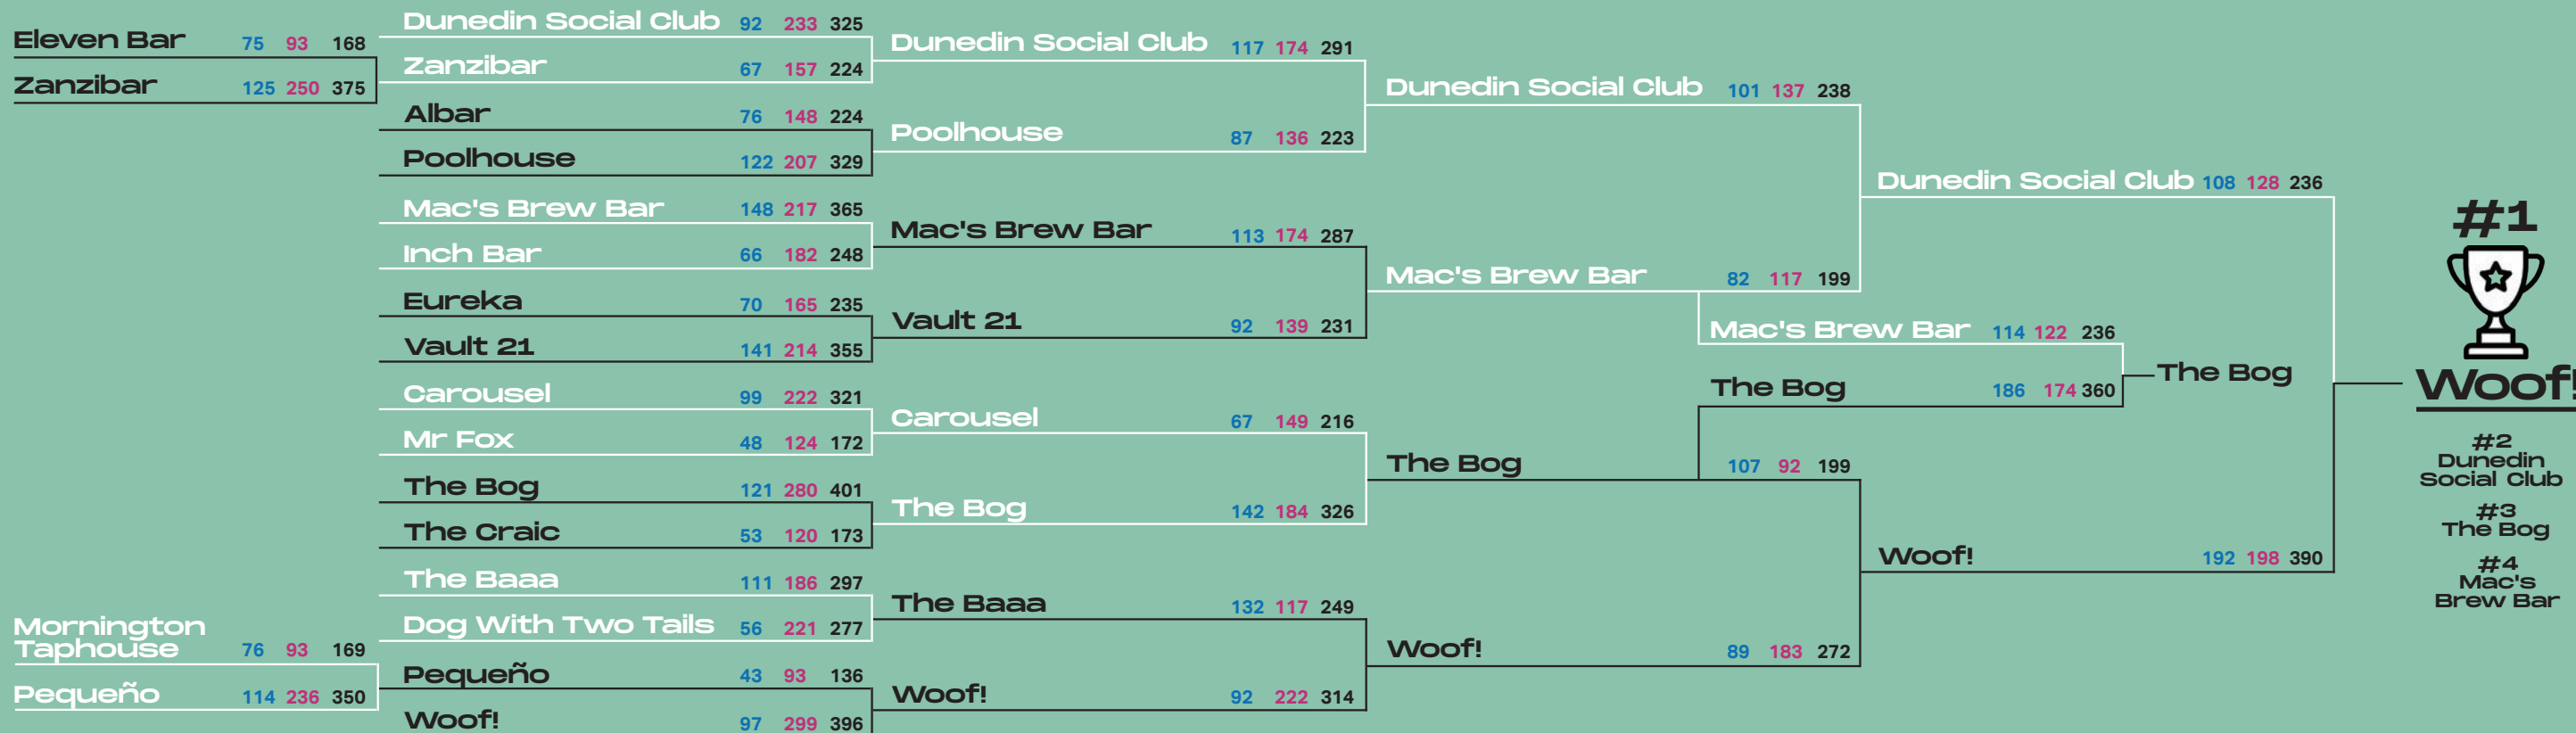 Eleven Bar 75 93 168
Zanzibar 125 250 375
Mornington
Taphouse 76 93 169
Pequeño 114 236 350
Dunedin Social Club 92 233 325
Zanzibar 67 157 224
Albar 76 148 224
Poolhouse 122 207 329
Mac's Brew Bar 148 217 365
Inch Bar 66 182 248
Eureka 70 165 235
Vault 21 141 214 355
Carousel 99 222 321
Mr Fox 48 124 172
The Bog 121 280 401
The Craic 53 120 173
The Baaa 111 186 297
Dog With Two Tails 56 221 277
Pequeño 43 93 136
Woof! 97 299 396
Dunedin Social Club 117 174 291
Poolhouse 87 136 223
Mac's Brew Bar 113 174 287
Vault 21 92 139 231
Carousel 67 149 216
The Bog 142 184 326
The Baaa 132 117 249
Woof! 92 222 314
Dunedin Social Club 101 137 238
Mac's Brew Bar 82 117 199
The Bog 107 92 199
Woof! 89 183 272
Mac's Brew Bar 114 122 236
The Bog 186 174 360
The Bog
Dunedin Social Club 108 128 236
Woof! 192 198 390
#1
Woof!
#2
Dunedin
Social Club
#3
The Bog
#4
Mac's
Brew Bar